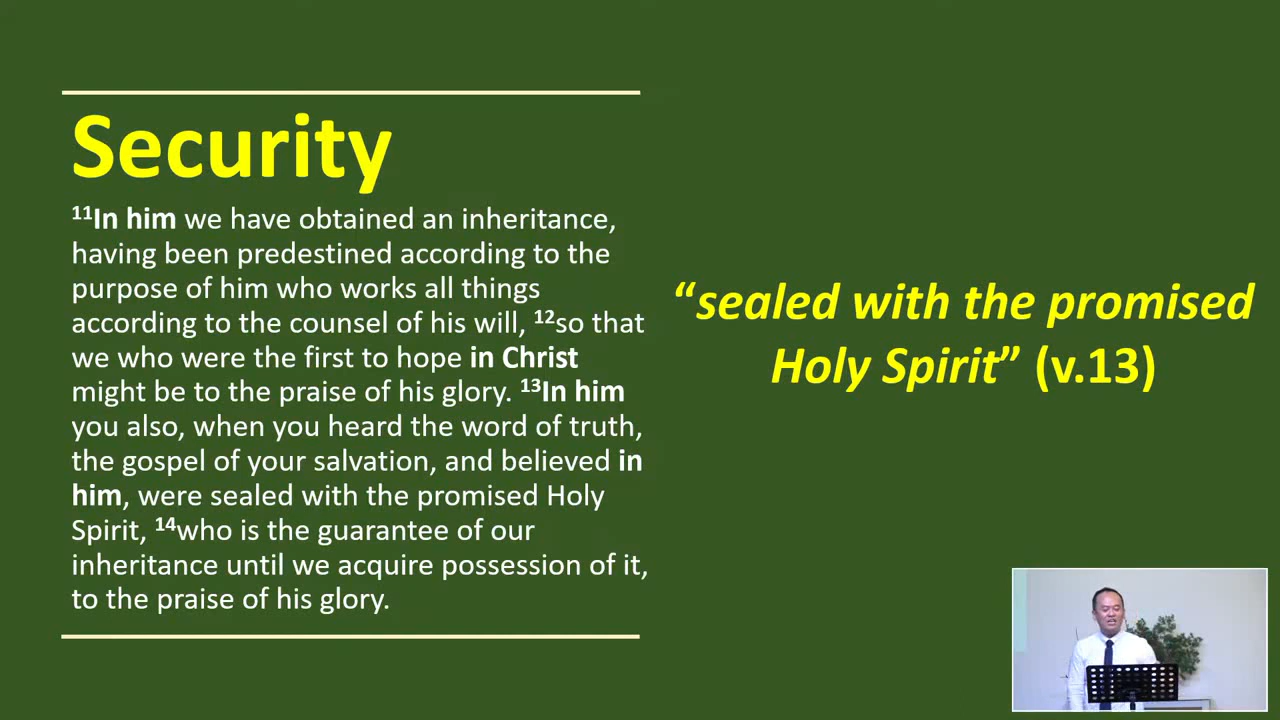 Security
¹¹In him we have obtained an inheritance,
having been predestined according to the
purpose of him who works all things
according to the counsel of his will, ¹²so that
we who were the first to hope in Christ
might be to the praise of his glory. ¹³In him
you also, when you heard the word of truth,
the gospel of your salvation, and believed in
him, were sealed with the promised Holy
Spirit, ¹⁴who is the guarantee of our
inheritance until we acquire possession of it,
to the praise of his glory.
“sealed with the promised
Holy Spirit” (v.13)